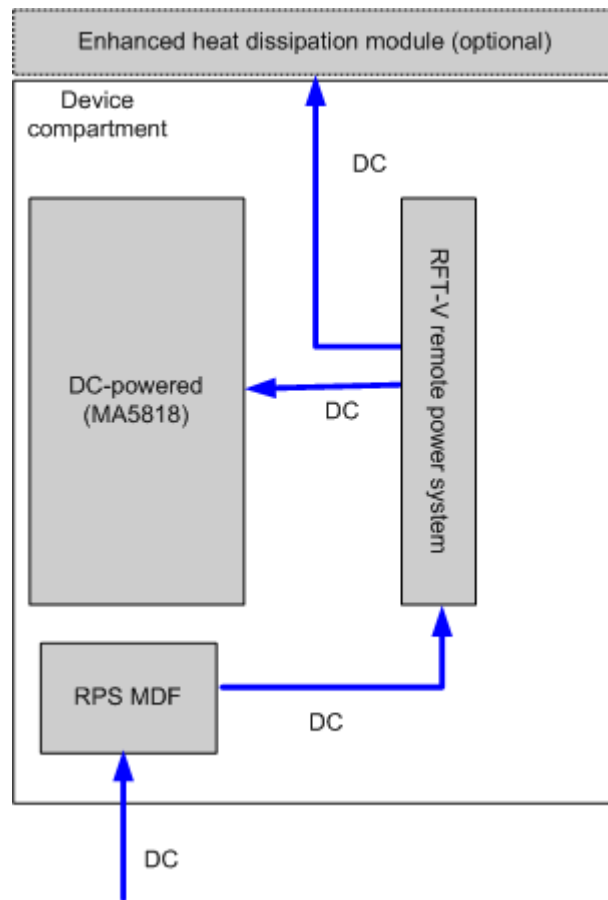 Enhanced heat dissipation module (optional)
Device
compartment
DC
RFT-V remote power system
DC-powered
(MA5818)
DC
RPS MDF
DC
DC